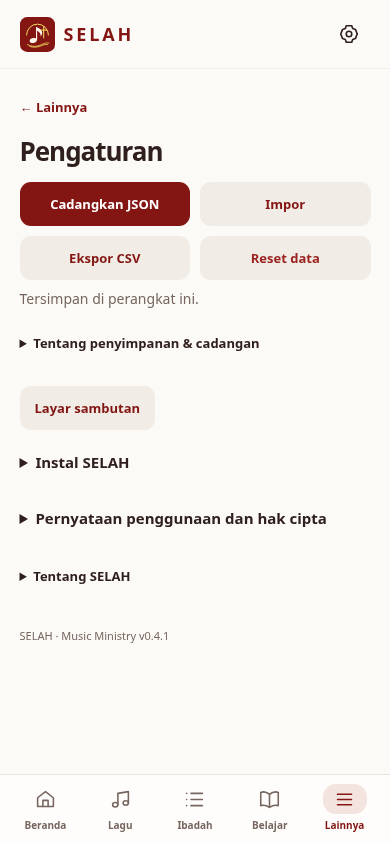 SELAH
← Lainnya
Pengaturan
Cadangkan JSON
Impor
Ekspor CSV
Reset data
Tersimpan di perangkat ini.
▶ Tentang penyimpanan & cadangan
Layar sambutan
▶ Instal SELAH
▶ Pernyataan penggunaan dan hak cipta
▶ Tentang SELAH
SELAH · Music Ministry v0.4.1
Beranda
Lagu
Ibadah
Belajar
Lainnya